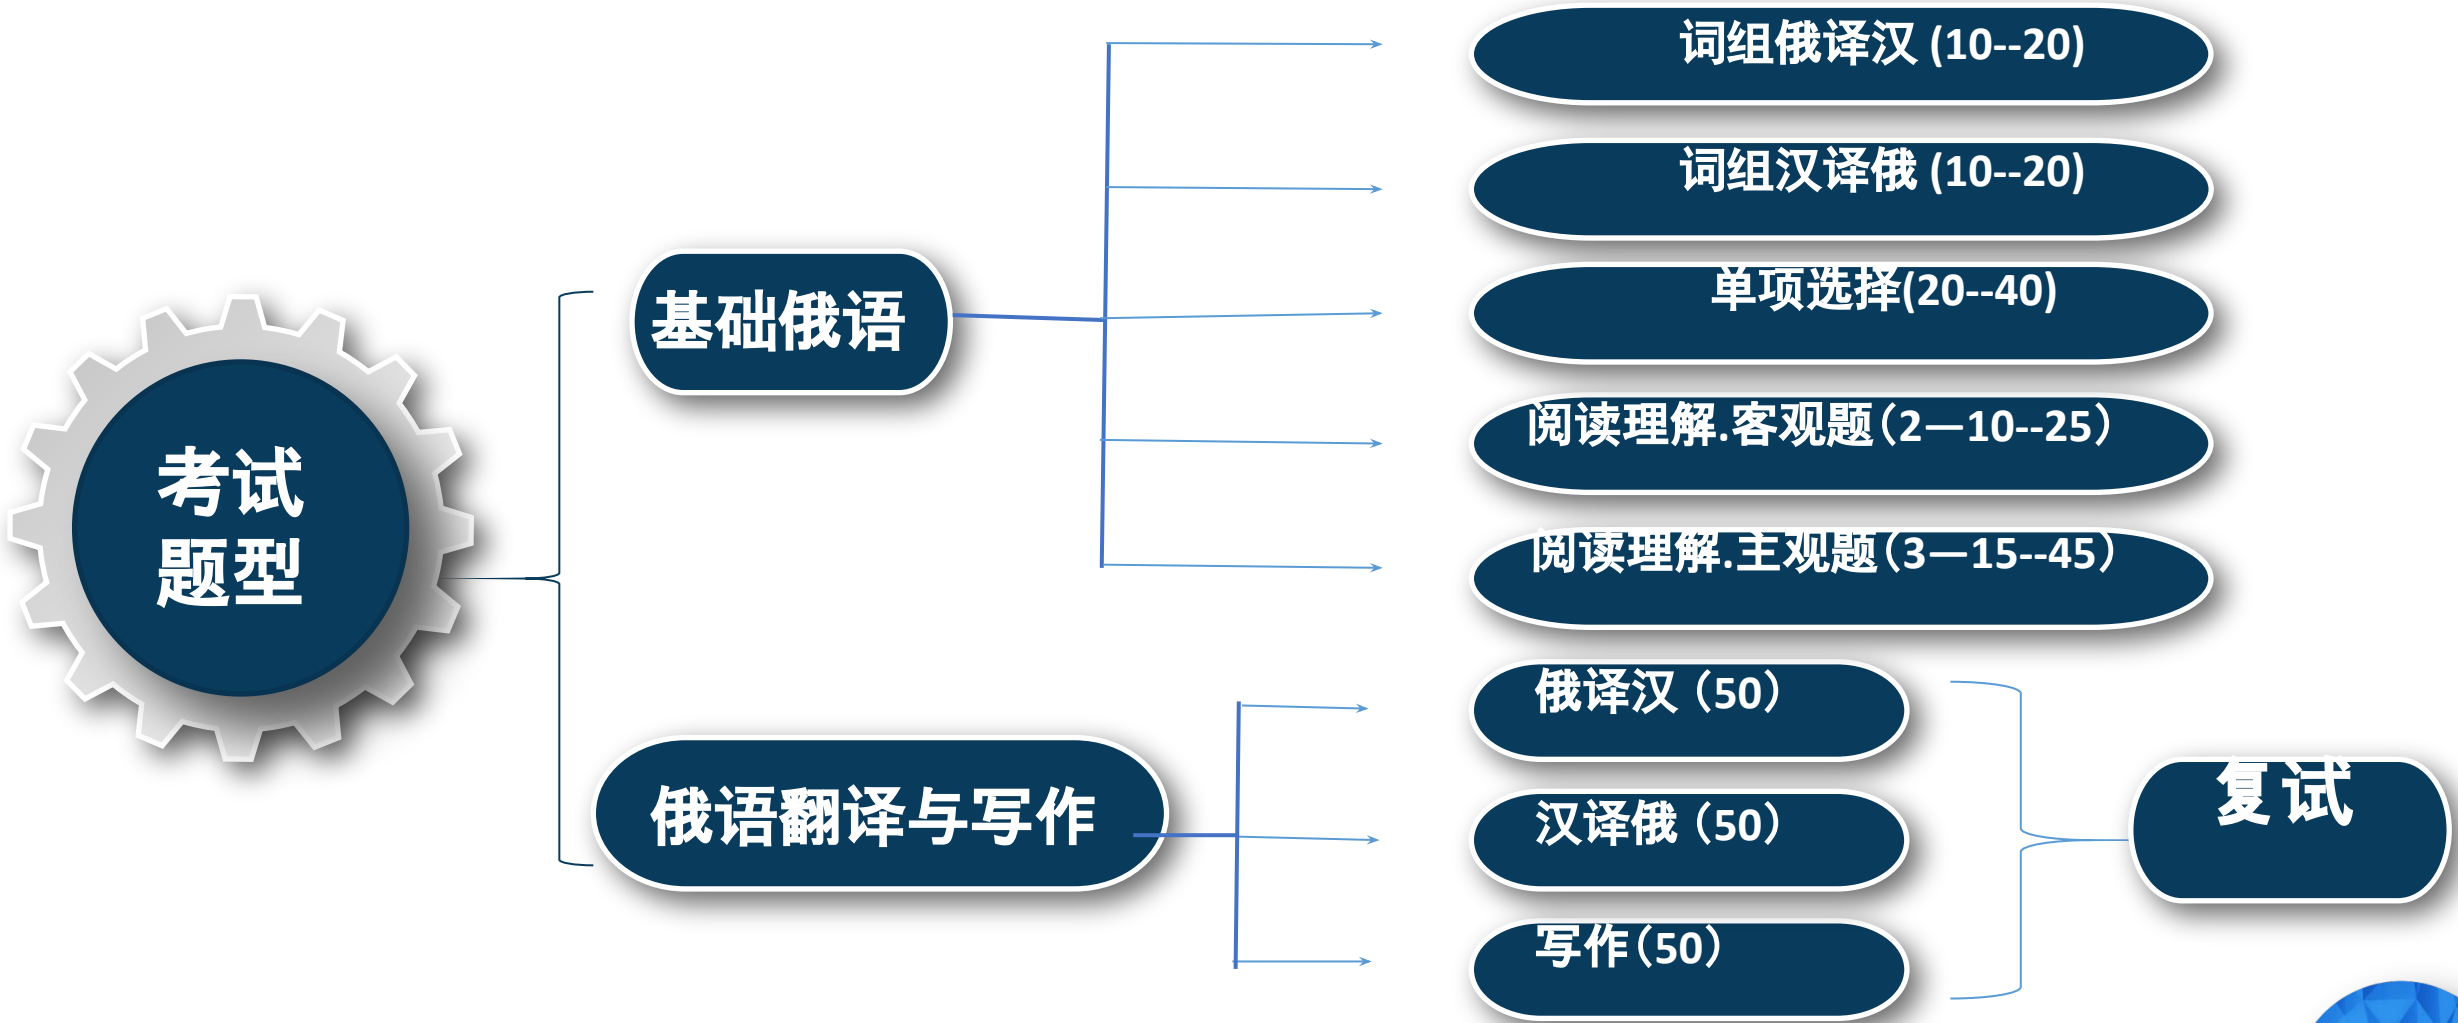 考试
题型
基础俄语
词组俄译汉 (10--20)
词组汉译俄 (10--20)
单项选择(20--40)
阅读理解.客观题（2—10--25）
阅读理解.主观题（3—15--45）
俄语翻译与写作
俄译汉（50）
汉译俄（50）
写作（50）
复试